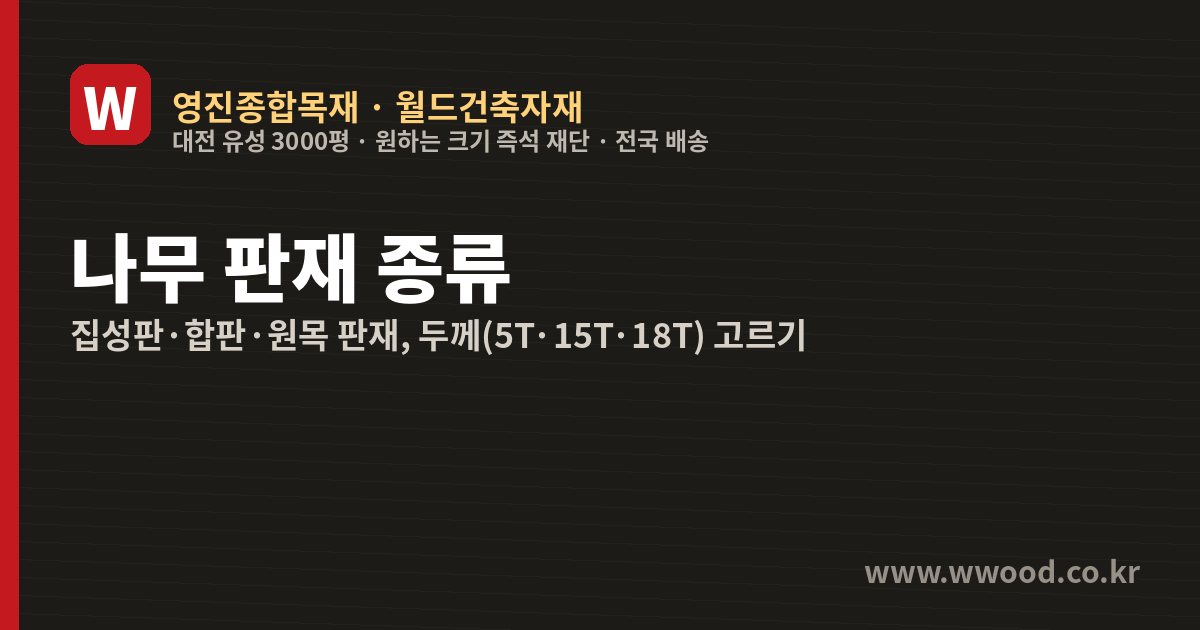 W
영진종합목재 · 월드건축자재
대전 유성 3000평 · 원하는 크기 즉석 재단 · 전국 배송
나무 판재 종류
집성판·합판·원목 판재, 두께(5T·15T·18T) 고르기
www.wwood.co.kr